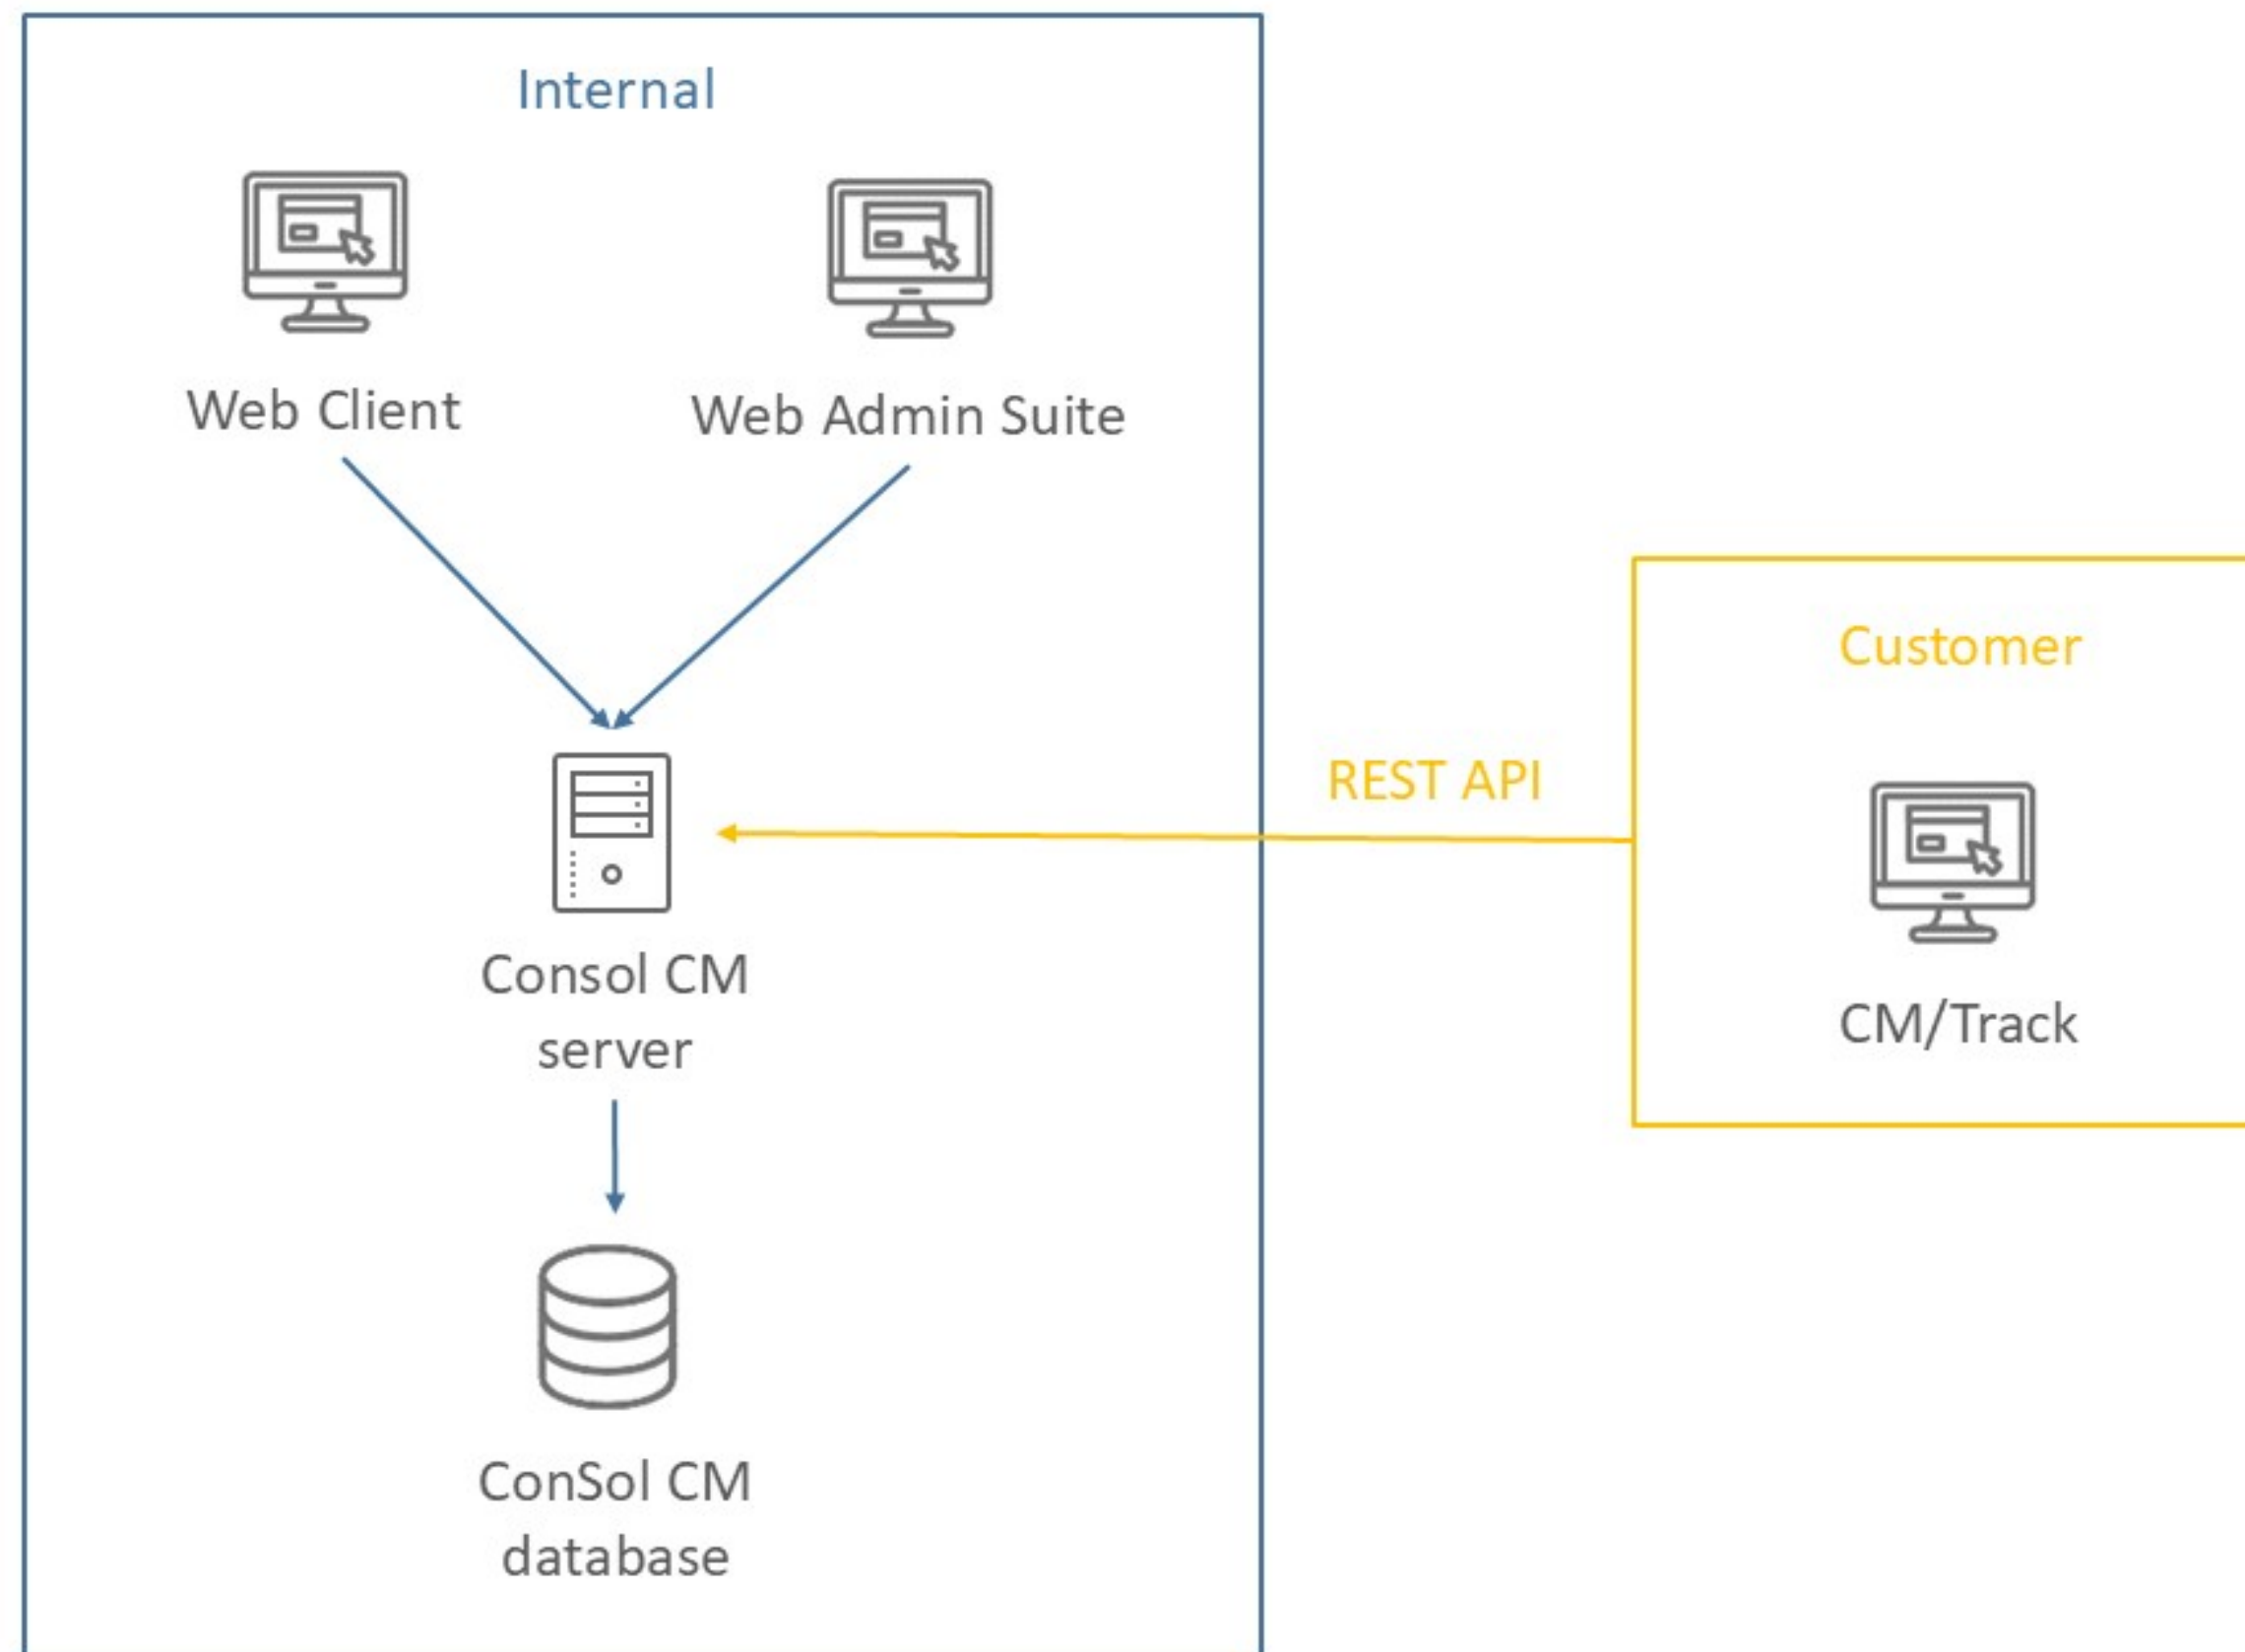 Internal
Web Client
Web Admin Suite
Customer
REST API
Consol CM
server
CM/Track
ConSol CM
database